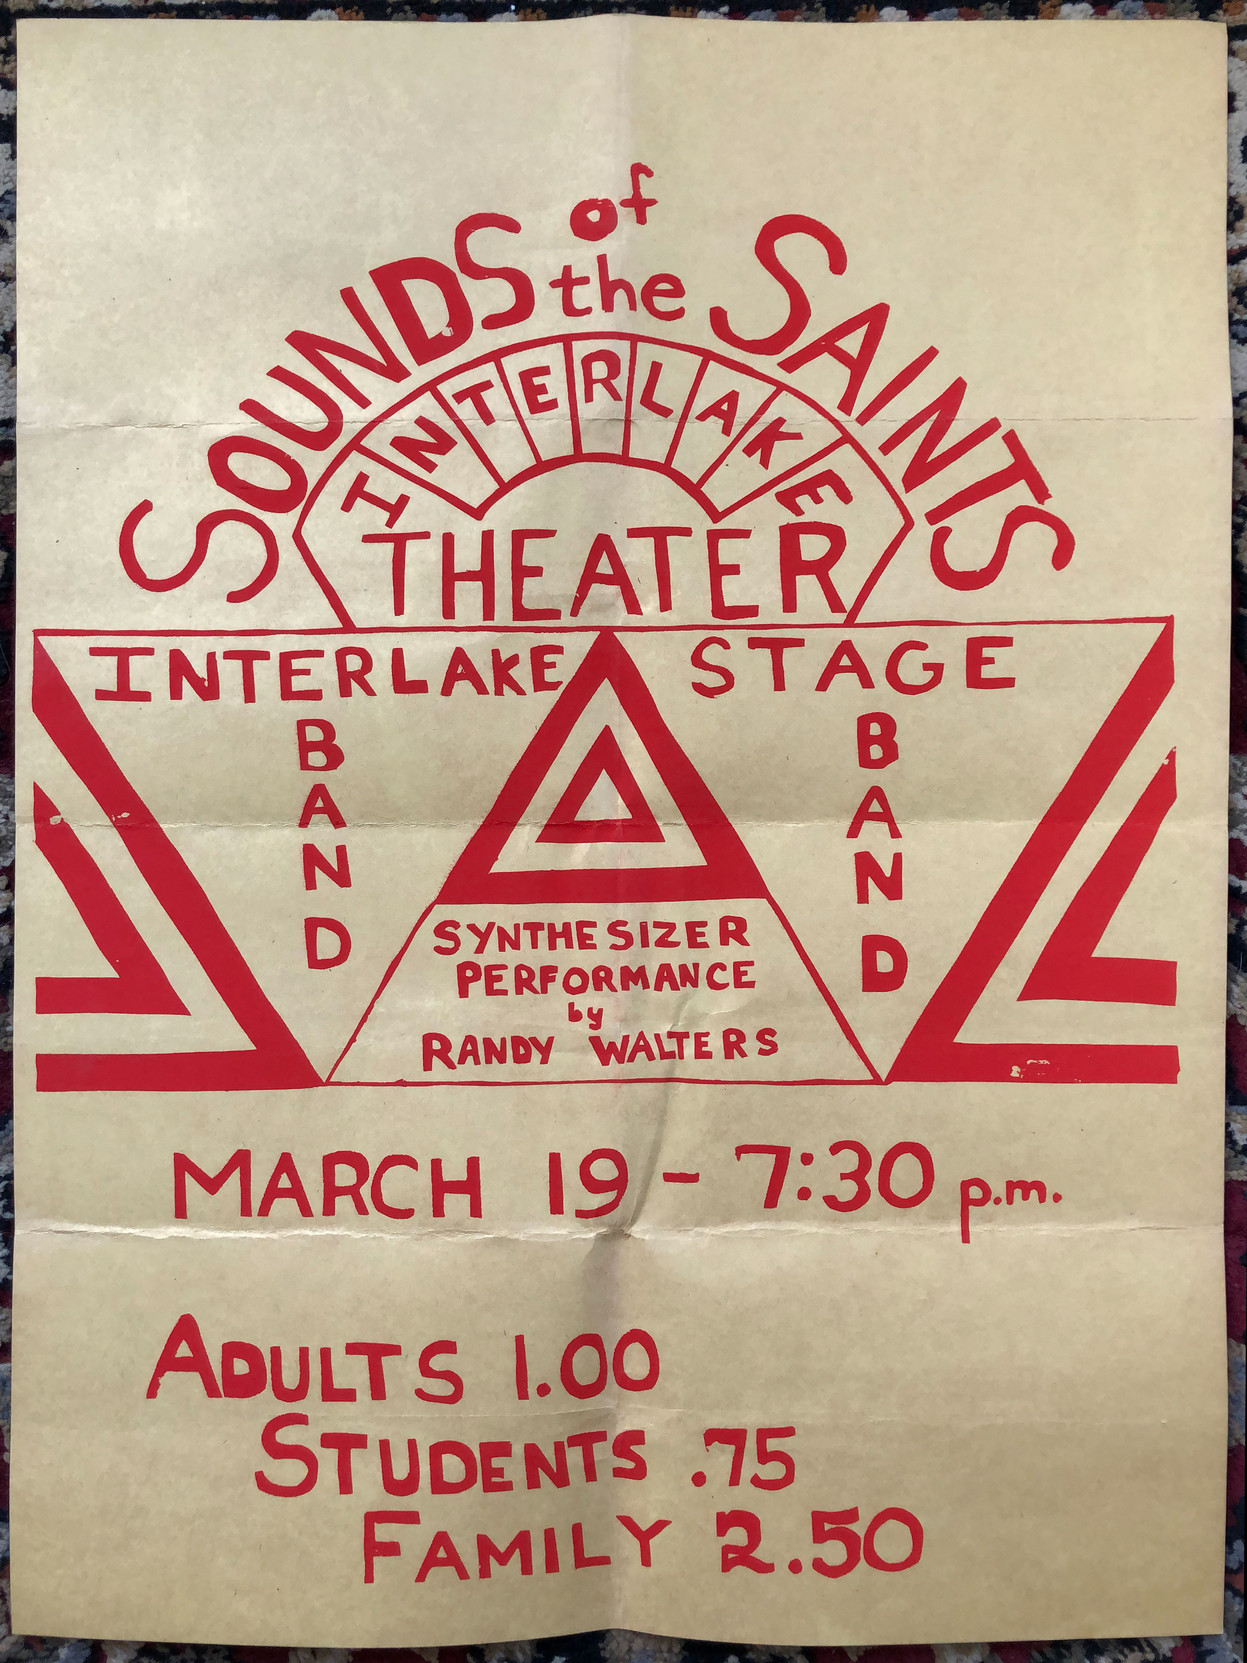 SOUNDS of the SAINTS
INTERLAKE
THEATER
INTERLAKE BAND
STAGE BAND
SYNTHESIZER
PERFORMANCE
by
RANDY WALTERS
MARCH 19 - 7:30 p.m.
ADULTS 1.00
STUDENTS .75
FAMILY 2.50